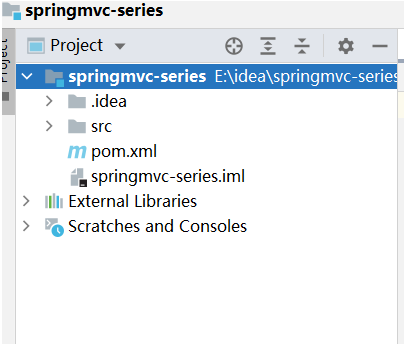 springmvc-series
Project
Project
springmvc-series E:\idea\springmvc-series
.idea
src
pom.xml
springmvc-series.iml
External Libraries
Scratches and Consoles